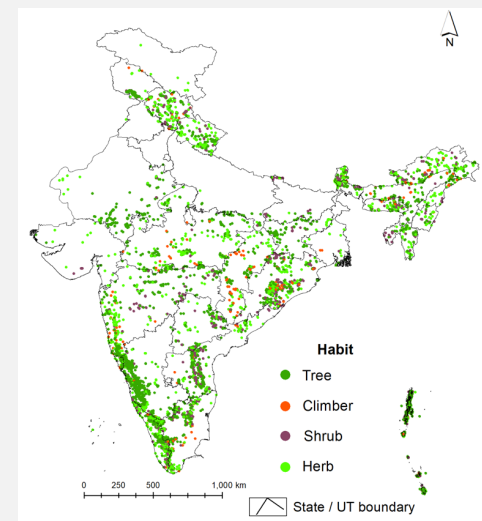 N
Habit
Tree
Climber
Shrub
Herb
0 250 500 1,000 km
State / UT boundary